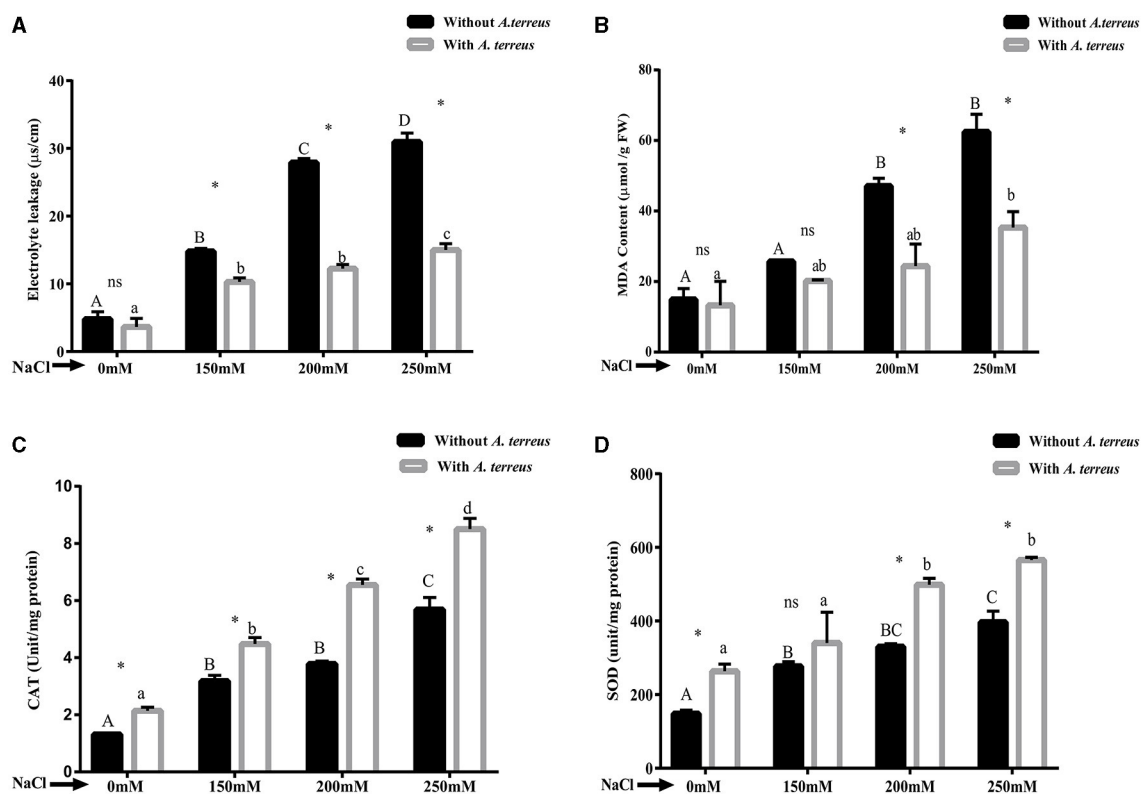 A
Without A.terreus
With A. terreus
Electrolyte leakage (µs/cm)
40
30
20
10
0
A
ns
a
B
*
b
C
*
b
D
*
c
NaCl
0mM
150mM
200mM
250mM
B
Without A.terreus
With A. terreus
MDA Content (µmol /g FW)
80
60
40
20
0
A
ns
a
A
ns
ab
B
*
ab
B
*
b
NaCl
0mM
150mM
200mM
250mM
C
Without A. terreus
With A. terreus
CAT (Unit/mg protein)
10
8
6
4
2
0
A
*
a
B
*
b
B
*
c
C
*
d
NaCl
0mM
150mM
200mM
250mM
D
Without A. terreus
With A. terreus
SOD (unit/mg protein)
800
600
400
200
0
A
*
a
B
ns
a
BC
*
b
C
*
b
NaCl
0mM
150mM
200mM
250mM